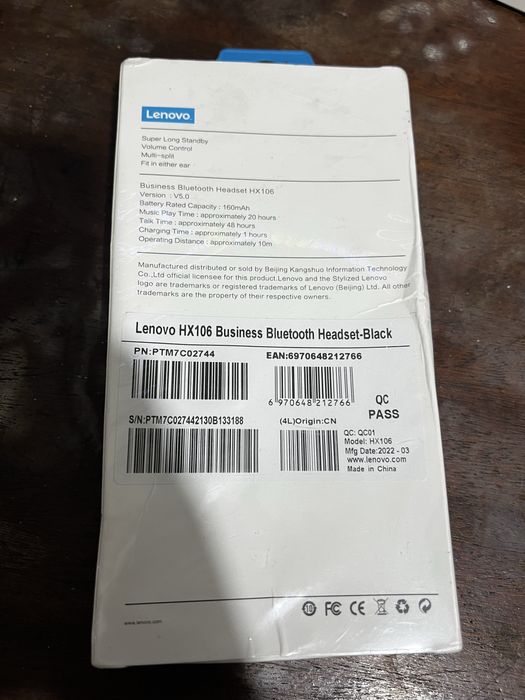 Lenovo
Super Long Standby
Volume Control
Multi-split
Fit in either ear
Business Bluetooth Headset HX106
Version : V5.0
Battery Rated Capacity : 160mAh
Music Play Time : approximately 20 hours
Talk Time : approximately 48 hours
Charging Time : approximately 1 hours
Operating Distance : approximately 10m
Manufactured distributed or sold by Beijing Kangshuo Information Technology
Co.,Ltd official licensee for this product.Lenovo and the Stylized Lenovo
logo are trademarks or registered trademarks of Lenovo (Beijing) Ltd. All other
trademarks are the property of their respective owners.
Lenovo HX106 Business Bluetooth Headset-Black
PN:PTM7C02744
EAN:6970648212766
6 970648 212766
QC
PASS
S/N:PTM7C027442130B133188
(4L)Origin:CN
QC: QC01
Model: HX106
Mfg Date:2022 - 03
www.lenovo.com
Made in China
10 FC CE
www.lenovo.com